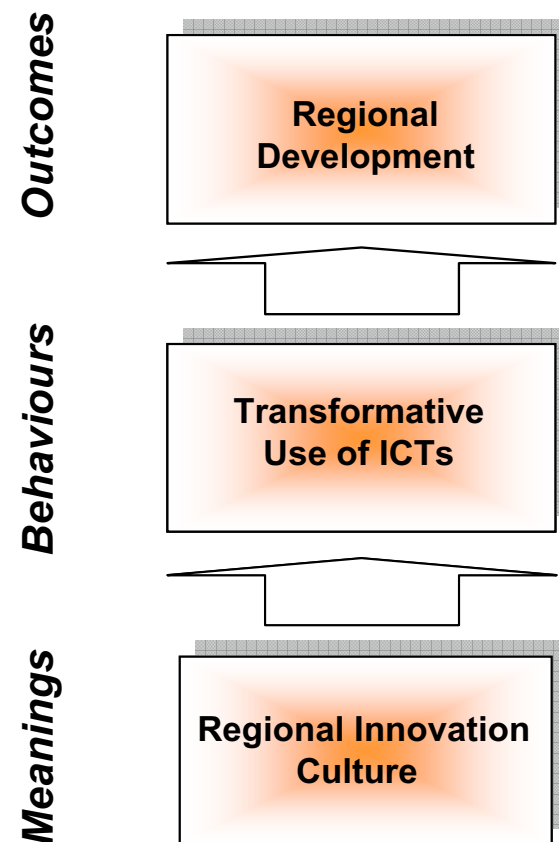 Outcomes
Regional
Development
Behaviours
Transformative
Use of ICTs
Meanings
Regional Innovation
Culture